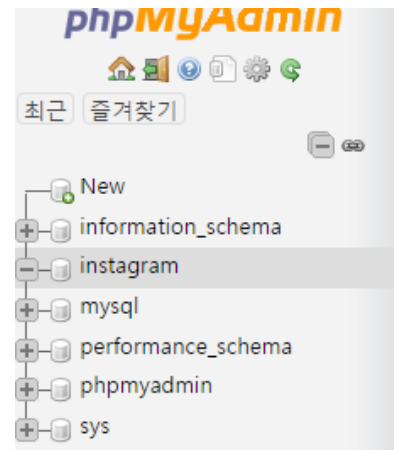 phpMyAdmin
최근 즐겨찾기
New
information_schema
instagram
mysql
performance_schema
phpmyadmin
sys